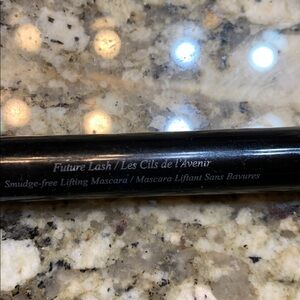 Future Lash / Les Cils de l'Avenir
Smudge-free Lifting Mascara / Mascara Liftant Sans Bavures